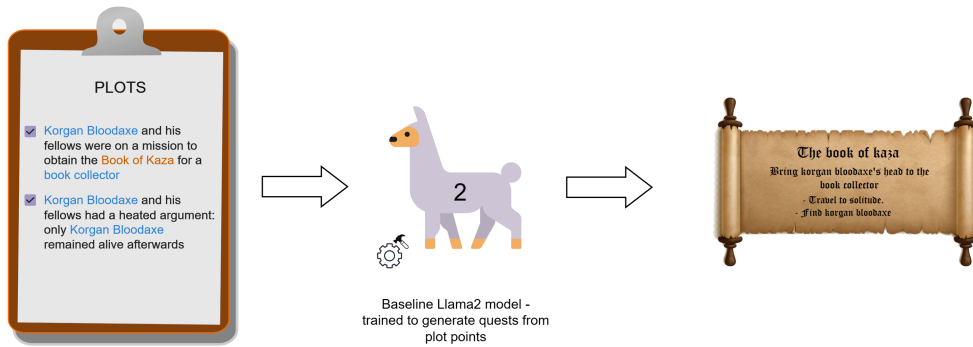 PLOTS
Korgan Bloodaxe and his
fellows were on a mission to
obtain the Book of Kaza for a
book collector
Korgan Bloodaxe and his
fellows had a heated argument:
only Korgan Bloodaxe
remained alive afterwards
2
Baseline Llama2 model -
trained to generate quests from
plot points
The book of kaza
Bring korgan bloodaxe's head to the
book collector
- Travel to solitude.
- Find korgan bloodaxe